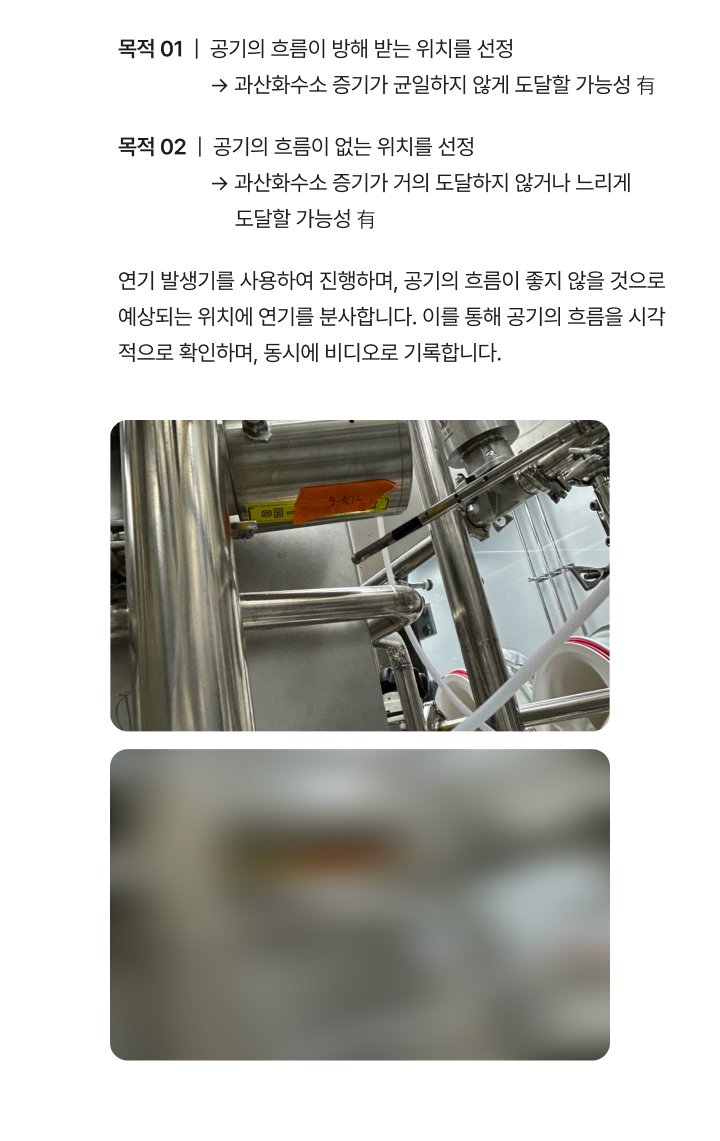 목적 01 | 공기의 흐름이 방해 받는 위치를 선정
→ 과산화수소 증기가 균일하지 않게 도달할 가능성 有
목적 02 | 공기의 흐름이 없는 위치를 선정
→ 과산화수소 증기가 거의 도달하지 않거나 느리게
도달할 가능성 有
연기 발생기를 사용하여 진행하며, 공기의 흐름이 좋지 않을 것으로
예상되는 위치에 연기를 분사합니다. 이를 통해 공기의 흐름을 시각
적으로 확인하며, 동시에 비디오로 기록합니다.